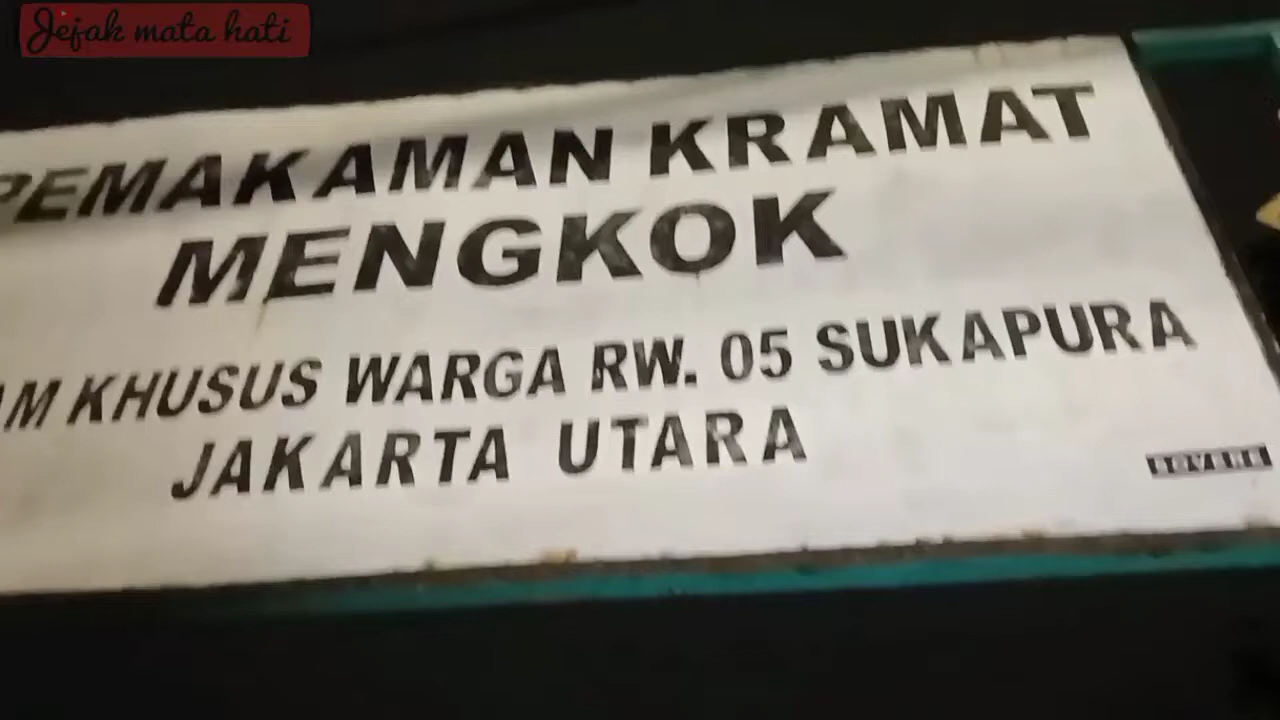 Jejak mata hati
PEMAKAMAN KRAMAT
MENGKOK
KHUSUS WARGA RW. 05 SUKAPURA
JAKARTA UTARA